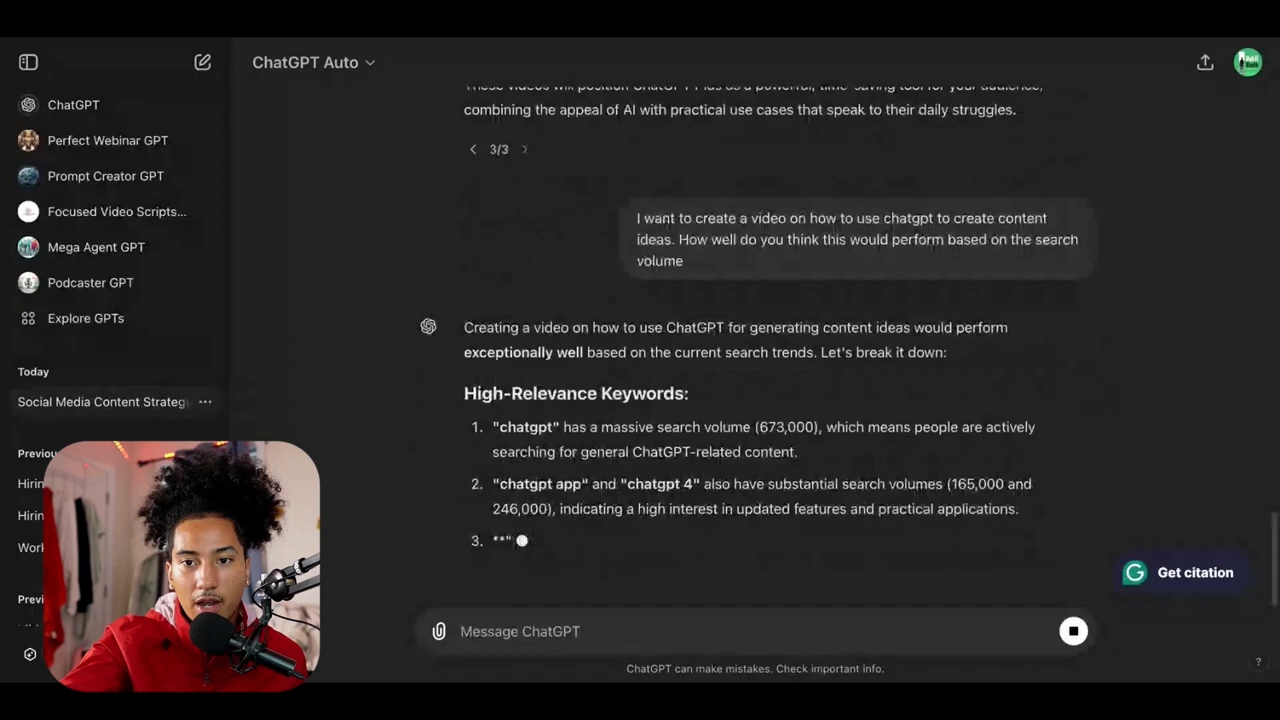 ChatGPT Auto
ChatGPT
Perfect Webinar GPT
Prompt Creator GPT
Focused Video Scripts...
Mega Agent GPT
Podcaster GPT
Explore GPTs
Today
Social Media Content Strateg
Previou
Hirin
Hirin
Work
Previ
These videos will position ChatGPT Plus as a powerful, time-saving tool for your audience,
combining the appeal of AI with practical use cases that speak to their daily struggles.
3/3
I want to create a video on how to use chatgpt to create content
ideas. How well do you think this would perform based on the search
volume
Creating a video on how to use ChatGPT for generating content ideas would perform
exceptionally well based on the current search trends. Let's break it down:
High-Relevance Keywords:
1. "chatgpt" has a massive search volume (673,000), which means people are actively
searching for general ChatGPT-related content.
2. "chatgpt app" and "chatgpt 4" also have substantial search volumes (165,000 and
246,000), indicating a high interest in updated features and practical applications.
3. **"
Get citation
Message ChatGPT
ChatGPT can make mistakes. Check important info.
?